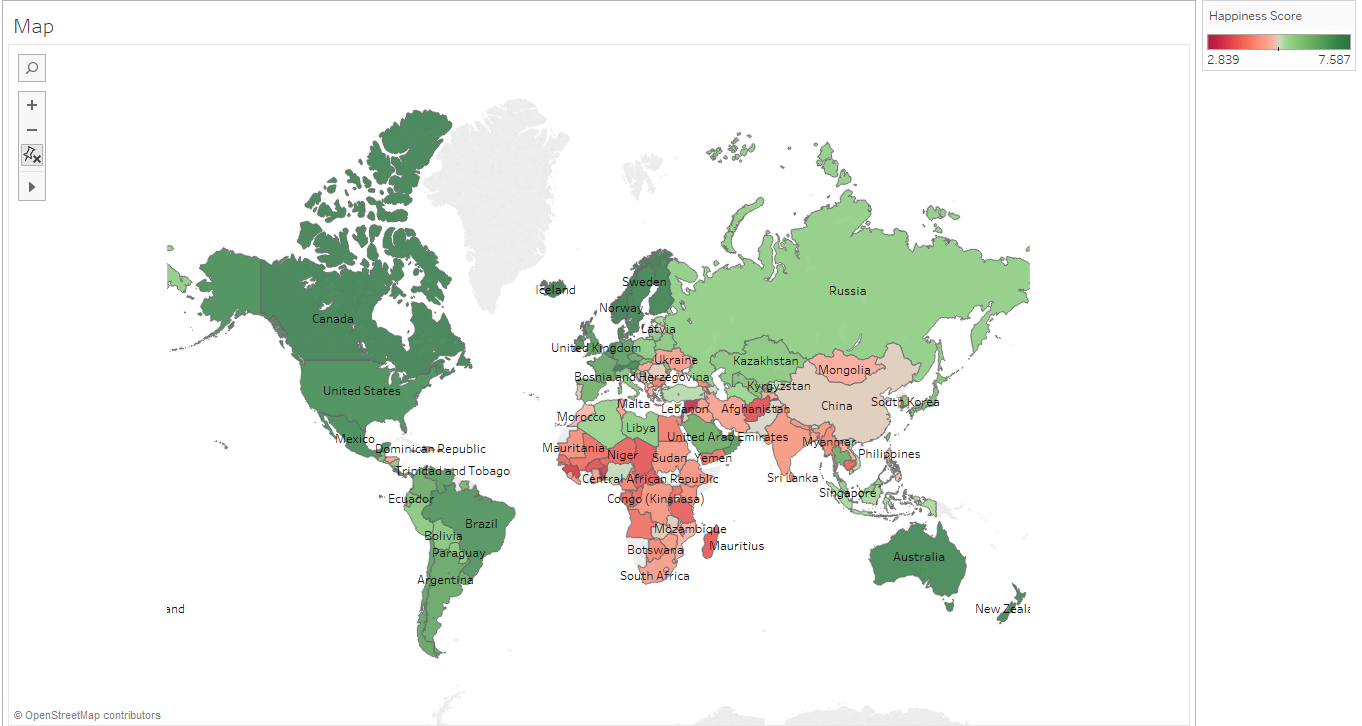 Map
Happiness Score
2.839
7.587
Iceland
Sweden
Norway
Russia
Canada
Latvia
United Kingdom
Ukraine
Kazakhstan
Mongolia
Bosnia and Herzegovina
Kyrgyzstan
United States
Malta
Lebanon
Afghanistan
China
South Korea
Morocco
Libya
Mexico
Dominican Republic
Mauritania
United Arab Emirates
Myanmar
Niger
Sudan
Yemen
Philippines
Trinidad and Tobago
Central African Republic
Sri Lanka
Ecuador
Congo (Kinshasa)
Singapore
Brazil
Mozambique
Bolivia
Paraguay
Botswana
Mauritius
Australia
Argentina
South Africa
and
New Zeala
© OpenStreetMap contributors